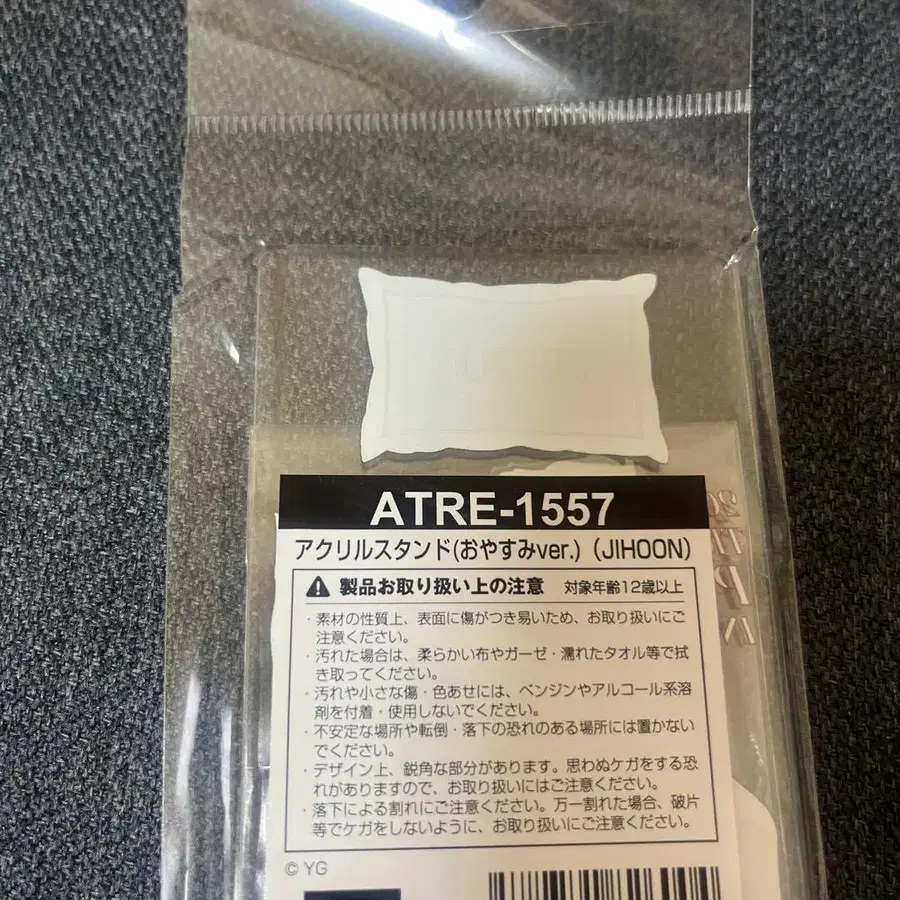 ATRE-1557
アクリルスタンド(おやすみver.)（JIHOON)
製品お取り扱い上の注意 対象年齢12歳以上
・素材の性質上、表面に傷がつき易いため、お取り扱いにご
注意ください。
・汚れた場合は、柔らかい布やガーゼ・濡れたタオル等で拭
き取ってください。
・汚れや小さな傷・色あせには、ベンジンやアルコール系溶
剤を付着・使用しないでください。
・不安定な場所や転倒・落下の恐れのある場所には置かない
でください。
・デザイン上、鋭角な部分があります。思わぬケガをする恐
れがありますので、お取り扱いにはご注意ください。
・落下による割れにご注意ください。万一割れた場合、破片
等でケガをしないように、お取り扱いにご注意ください。
© YG